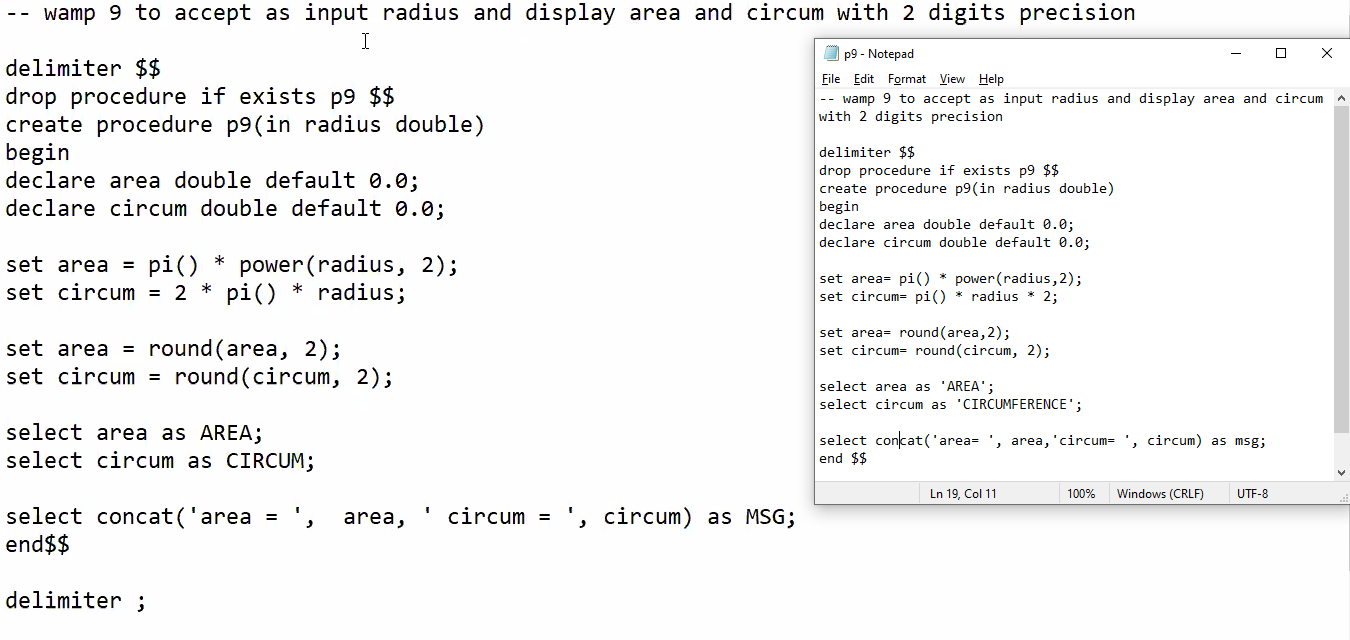 -- wamp 9 to accept as input radius and display area and circum with 2 digits precision
delimiter $$
drop procedure if exists p9 $$
create procedure p9(in radius double)
begin
declare area double default 0.0;
declare circum double default 0.0;
set area = pi() * power(radius, 2);
set circum = 2 * pi() * radius;
set area = round(area, 2);
set circum = round(circum, 2);
select area as AREA;
select circum as CIRCUM;
select concat('area = ',  area, ' circum = ', circum) as MSG;
end$$
delimiter ;
p9 - Notepad
File Edit Format View Help
-- wamp 9 to accept as input radius and display area and circum
with 2 digits precision
delimiter $$
drop procedure if exists p9 $$
create procedure p9(in radius double)
begin
declare area double default 0.0;
declare circum double default 0.0;
set area= pi() * power(radius,2);
set circum= pi() * radius * 2;
set area= round(area,2);
set circum= round(circum, 2);
select area as 'AREA';
select circum as 'CIRCUMFERENCE';
select concat('area= ', area,'circum= ', circum) as msg;
end $$
Ln 19, Col 11 100% Windows (CRLF) UTF-8